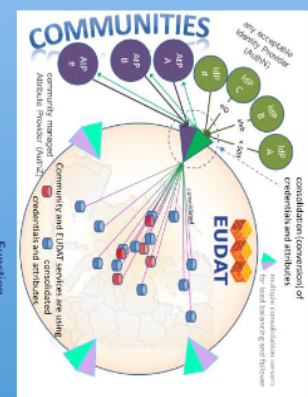 COMMUNITIES
any acceptable
Identity Provider
(AuthN)
AtP
#
AtP
B
AtP
A
IdP
#
IdP
C
IdP
B
IdP
A
community managed
Attribute Provider (AuthZ)
consolidation (conversion) of
credentials and attributes
consolidated
EUDAT
multiple consolidation servers
for load balancing and failover
Community and EUDAT services are using
consolidated
credentials and attributes
Function